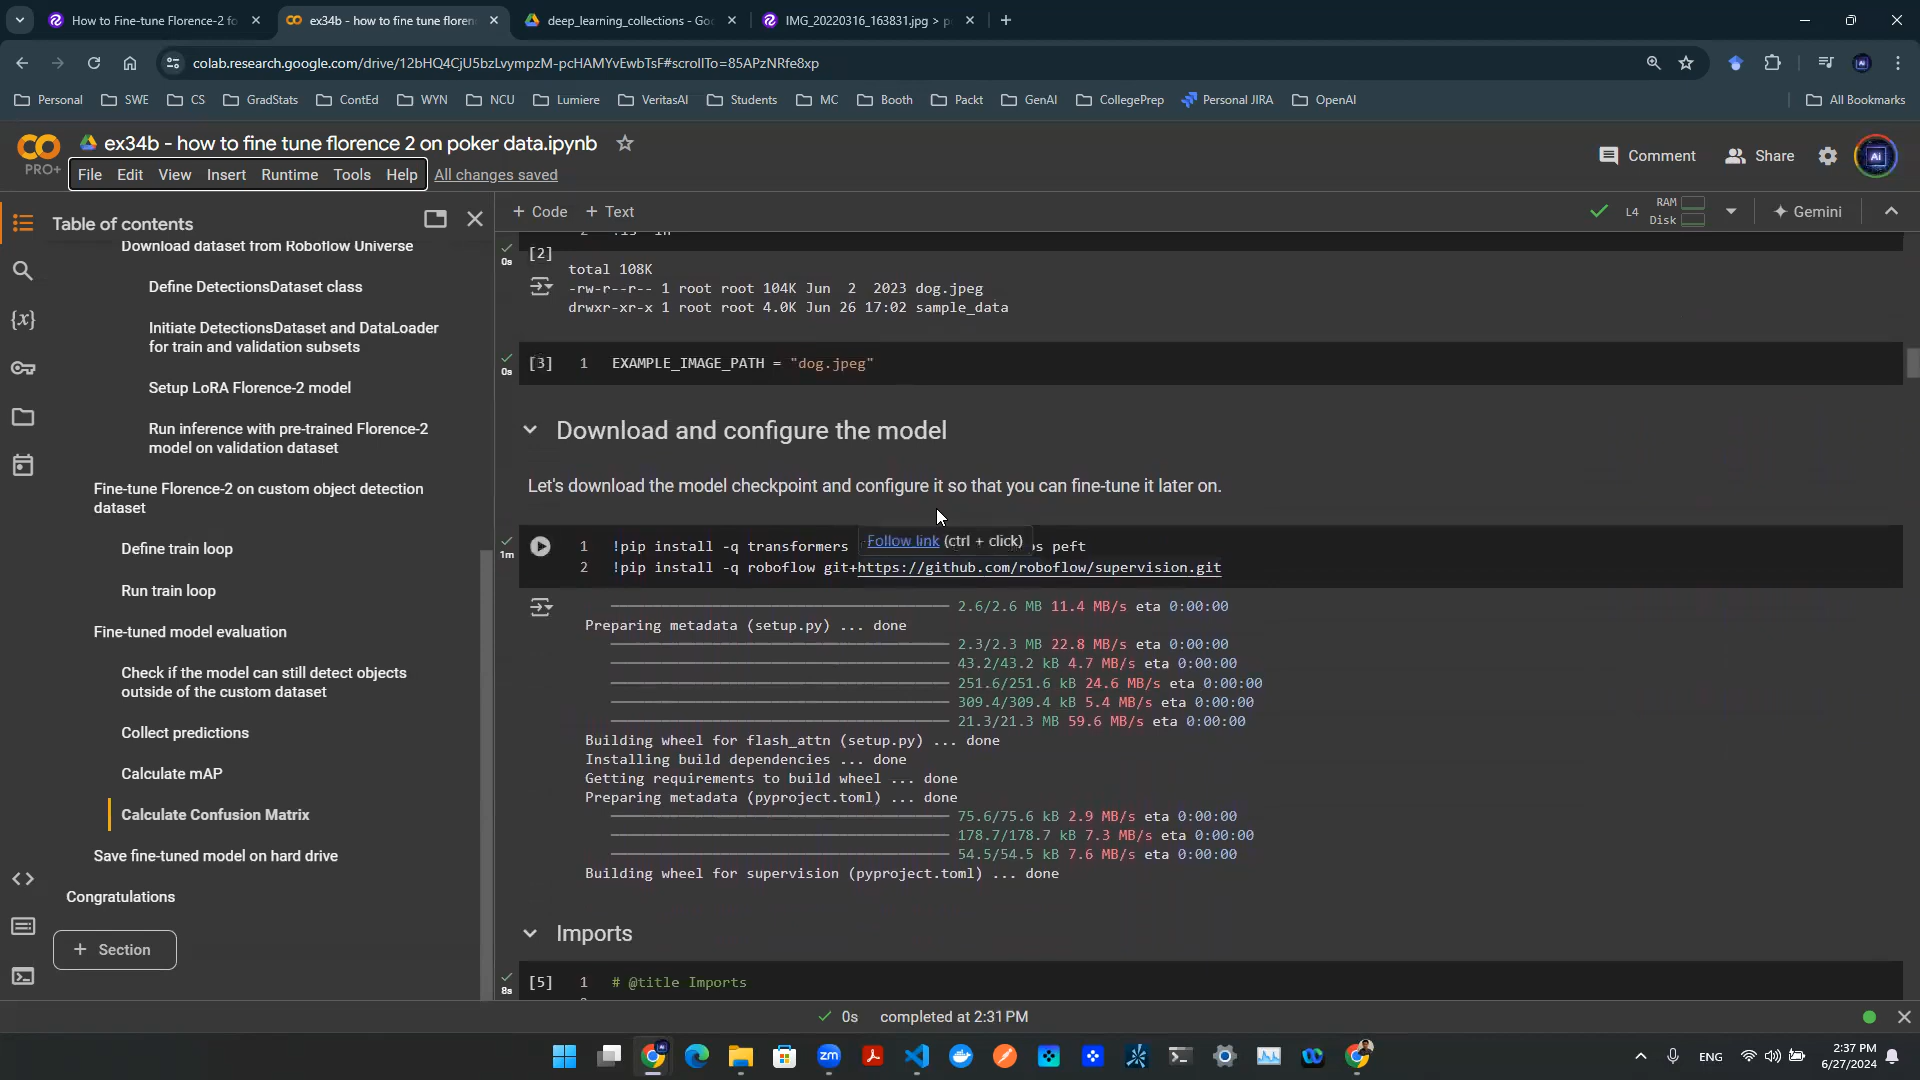 How to Fine-tune Florence-2 fo
ex34b - how to fine tune floren
deep_learning_collections - Goo
IMG_20220316_163831.jpg > p
colab.research.google.com/drive/12bHQ4CjU5bzLvympzM-pcHAMYvEwbTsF#scrollTo=85APzNRfe8xp
Personal SWE CS GradStats ContEd WYN NCU Lumiere VeritasAI Students MC Booth Packt GenAI CollegePrep Personal JIRA OpenAI All Bookmarks
ex34b - how to fine tune florence 2 on poker data.ipynb
PRO+
File Edit View Insert Runtime Tools Help All changes saved
Comment Share
Table of contents
+ Code + Text
L4 RAM Disk Gemini
Download dataset from Roboflow Universe
Define DetectionsDataset class
Initiate DetectionsDataset and DataLoader
for train and validation subsets
Setup LoRA Florence-2 model
Run inference with pre-trained Florence-2
model on validation dataset
Fine-tune Florence-2 on custom object detection
dataset
Define train loop
Run train loop
Fine-tuned model evaluation
Check if the model can still detect objects
outside of the custom dataset
Collect predictions
Calculate mAP
Calculate Confusion Matrix
Save fine-tuned model on hard drive
Congratulations
+ Section
0s [2]
total 108K
-rw-r--r-- 1 root root 104K Jun 2 2023 dog.jpeg
drwxr-xr-x 1 root root 4.0K Jun 26 17:02 sample_data
0s [3] 1 EXAMPLE_IMAGE_PATH = "dog.jpeg"
Download and configure the model
Let's download the model checkpoint and configure it so that you can fine-tune it later on.
Follow link (ctrl + click)
1m 1 !pip install -q transformers peft
2 !pip install -q roboflow git+https://github.com/roboflow/supervision.git
2.6/2.6 MB 11.4 MB/s eta 0:00:00
Preparing metadata (setup.py) ... done
2.3/2.3 MB 22.8 MB/s eta 0:00:00
43.2/43.2 kB 4.7 MB/s eta 0:00:00
251.6/251.6 kB 24.6 MB/s eta 0:00:00
309.4/309.4 kB 5.4 MB/s eta 0:00:00
21.3/21.3 MB 59.6 MB/s eta 0:00:00
Building wheel for flash_attn (setup.py) ... done
Installing build dependencies ... done
Getting requirements to build wheel ... done
Preparing metadata (pyproject.toml) ... done
75.6/75.6 kB 2.9 MB/s eta 0:00:00
178.7/178.7 kB 7.3 MB/s eta 0:00:00
54.5/54.5 kB 7.6 MB/s eta 0:00:00
Building wheel for supervision (pyproject.toml) ... done
Imports
8s [5] 1 # @title Imports
0s completed at 2:31 PM
ENG
2:37 PM
6/27/2024